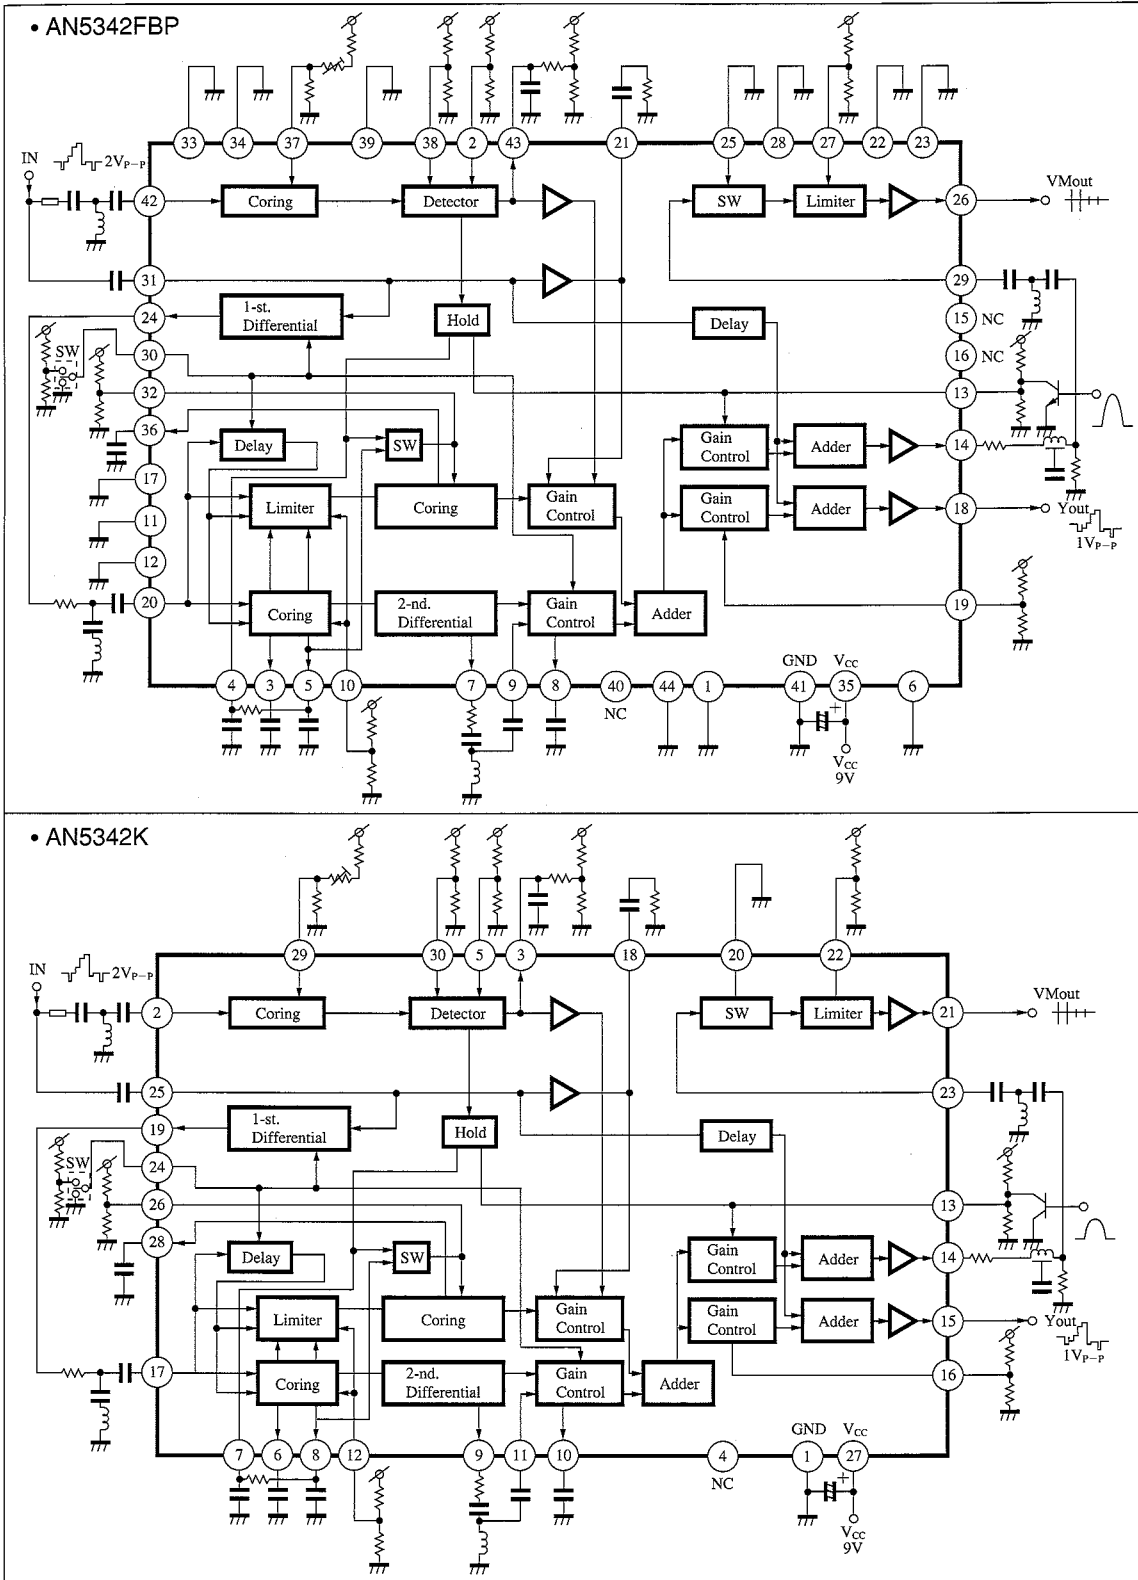 • AN5342FBP
33 34 37 39 38 2 43 21 25 28 27 22 23
IN 2VP-P
42 Coring Detector SW Limiter 26 VMout
31 29
24 1-st. Differential Hold Delay 15 NC
SW 30 16 NC
32 13
36 Delay SW Gain Control Adder 14
17 Limiter Coring Gain Control Gain Control Adder 18 Yout
11 1VP-P
12
20 Coring 2-nd. Differential Gain Control Adder 19
GND VCC
4 3 5 10 7 9 8 40 44 1 41 35 6
NC +
VCC
9V
• AN5342K
29 30 5 3 18 20 22
IN 2VP-P
2 Coring Detector SW Limiter 21 VMout
25 23
19 1-st. Differential Hold Delay
SW 24
26 13
28 Delay SW Gain Control Adder 14
Limiter Coring Gain Control Gain Control Adder 15 Yout
1VP-P
17 Coring 2-nd. Differential Gain Control Adder 16
GND VCC
7 6 8 12 9 11 10 4 1 27
NC +
VCC
9V